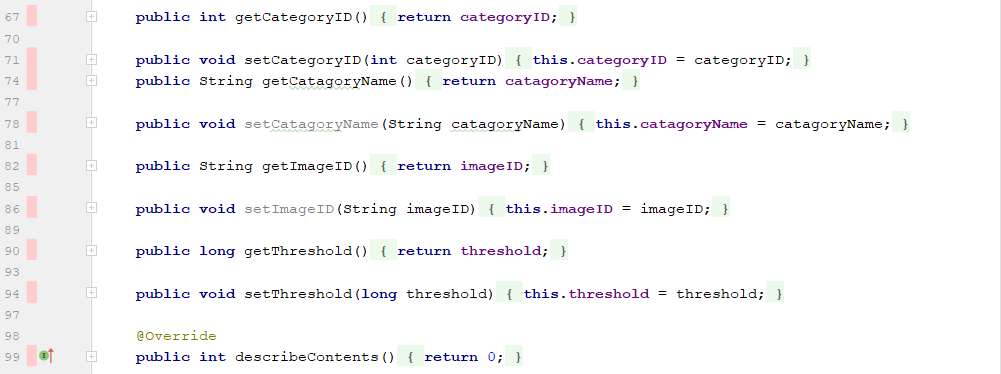 67 public int getCategoryID() { return categoryID; }
70
71 public void setCategoryID(int categoryID) { this.categoryID = categoryID; }
74 public String getCatagoryName() { return catagoryName; }
77
78 public void setCatagoryName(String catagoryName) { this.catagoryName = catagoryName; }
81
82 public String getImageID() { return imageID; }
85
86 public void setImageID(String imageID) { this.imageID = imageID; }
89
90 public long getThreshold() { return threshold; }
93
94 public void setThreshold(long threshold) { this.threshold = threshold; }
97
98 @Override
99 public int describeContents() { return 0; }